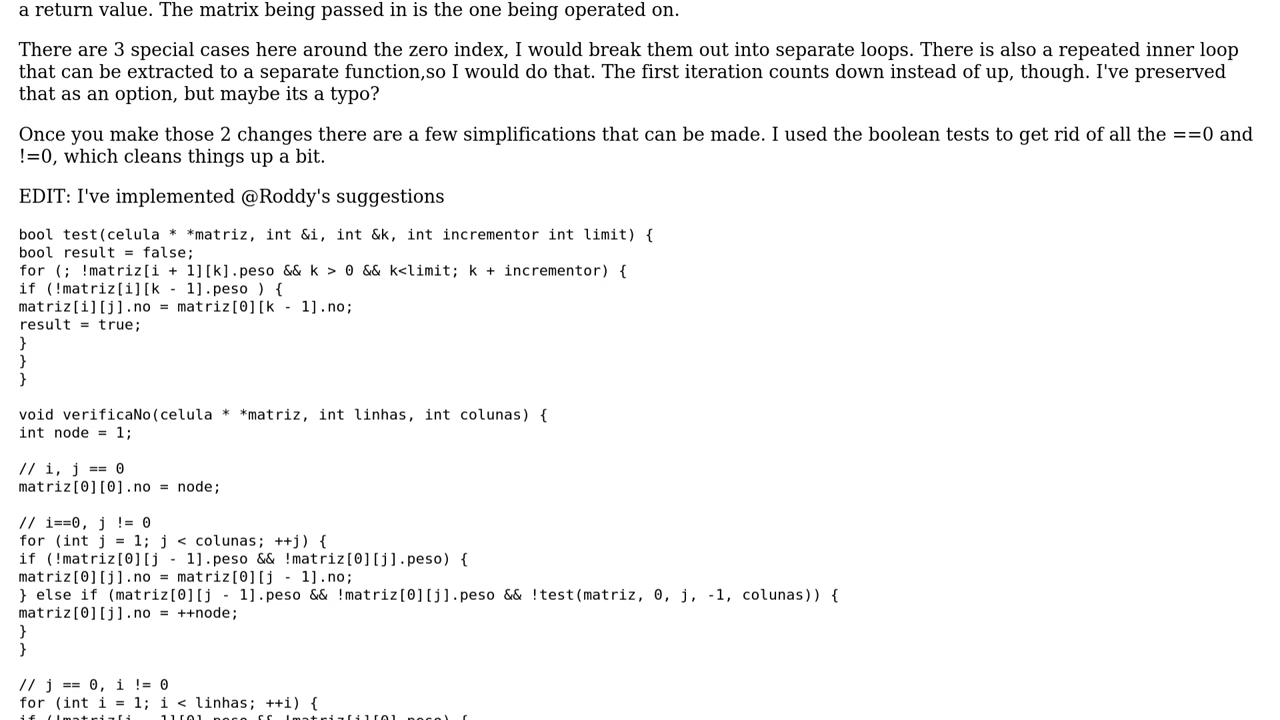 a return value. The matrix being passed in is the one being operated on.
There are 3 special cases here around the zero index, I would break them out into separate loops. There is also a repeated inner loop
that can be extracted to a separate function,so I would do that. The first iteration counts down instead of up, though. I've preserved
that as an option, but maybe its a typo?
Once you make those 2 changes there are a few simplifications that can be made. I used the boolean tests to get rid of all the ==0 and
!=0, which cleans things up a bit.
EDIT: I've implemented @Roddy's suggestions
bool test(celula * *matriz, int &i, int &k, int incrementor int limit) {
bool result = false;
for (; !matriz[i + 1][k].peso && k > 0 && k<limit; k + incrementor) {
if (!matriz[i][k - 1].peso ) {
matriz[i][j].no = matriz[0][k - 1].no;
result = true;
}
}
}
void verificaNo(celula * *matriz, int linhas, int colunas) {
int node = 1;
// i, j == 0
matriz[0][0].no = node;
// i==0, j != 0
for (int j = 1; j < colunas; ++j) {
if (!matriz[0][j - 1].peso && !matriz[0][j].peso) {
matriz[0][j].no = matriz[0][j - 1].no;
} else if (matriz[0][j - 1].peso && !matriz[0][j].peso && !test(matriz, 0, j, -1, colunas)) {
matriz[0][j].no = ++node;
}
}
// j == 0, i != 0
for (int i = 1; i < linhas; ++i) {
if (!matriz[i - 1][0].peso && !matriz[i][0].peso) {